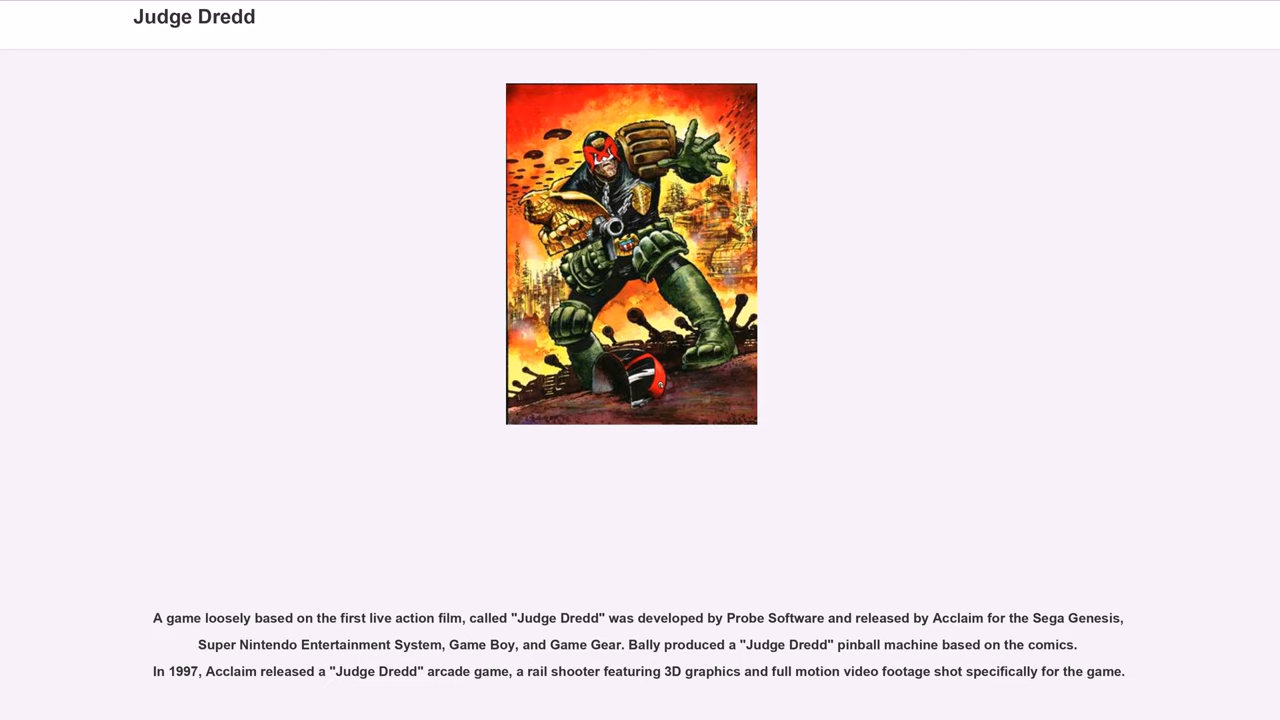 Judge Dredd
A game loosely based on the first live action film, called "Judge Dredd" was developed by Probe Software and released by Acclaim for the Sega Genesis,
Super Nintendo Entertainment System, Game Boy, and Game Gear. Bally produced a "Judge Dredd" pinball machine based on the comics.
In 1997, Acclaim released a "Judge Dredd" arcade game, a rail shooter featuring 3D graphics and full motion video footage shot specifically for the game.